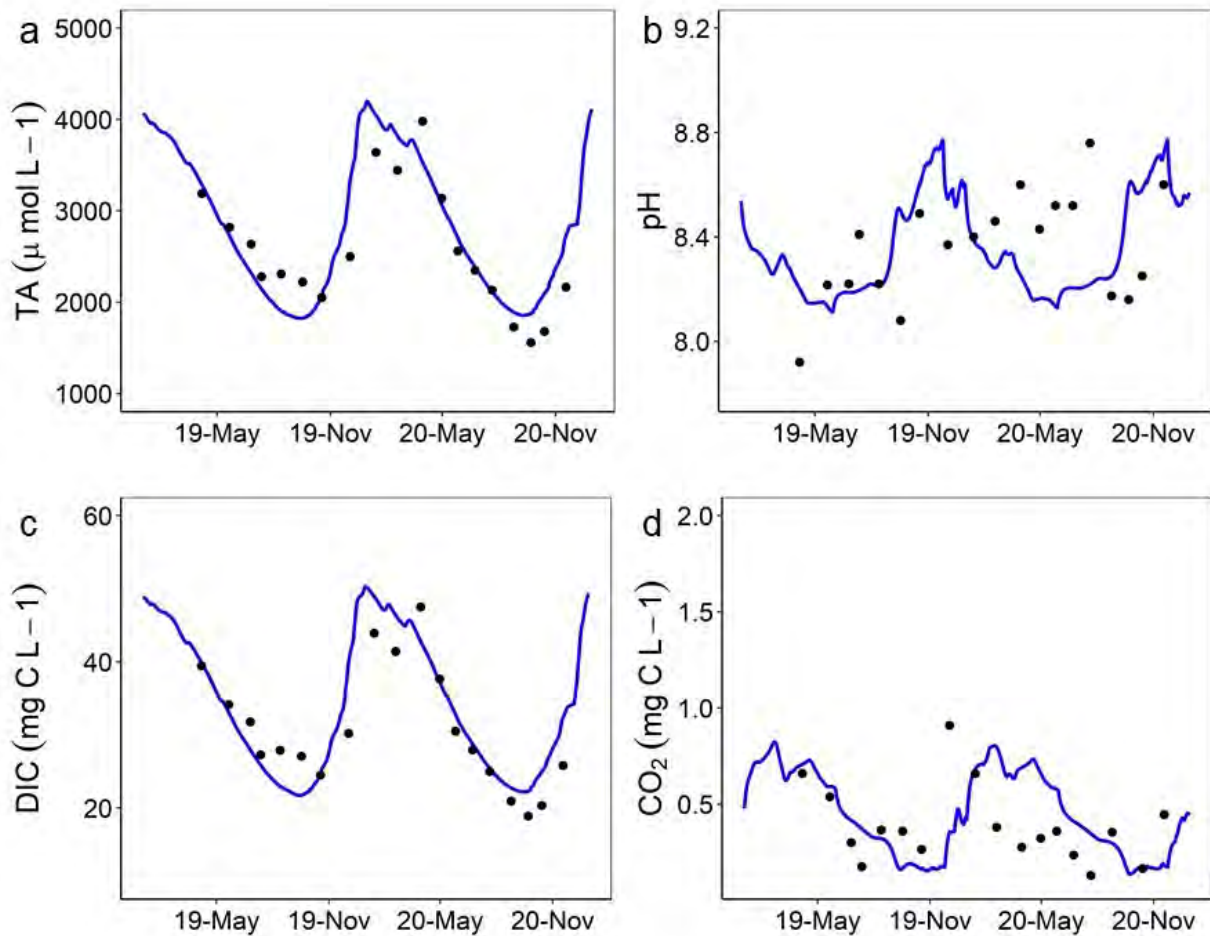 a
5000
4000
3000
2000
1000
TA (μ mol L − 1)
19-May 19-Nov 20-May 20-Nov
b
9.2
8.8
8.4
8.0
pH
19-May 19-Nov 20-May 20-Nov
c
60
40
20
DIC (mg C L − 1)
19-May 19-Nov 20-May 20-Nov
d
2.0
1.5
1.0
0.5
CO₂ (mg C L − 1)
19-May 19-Nov 20-May 20-Nov